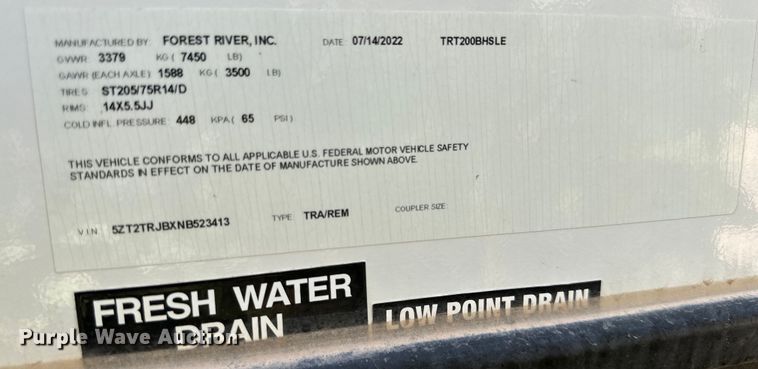 MANUFACTURED BY: FOREST RIVER, INC. DATE: 07/14/2022 TRT200BHSLE
GVWR: 3379 KG ( 7450 LB)
GAWR (EACH AXLE) 1588 KG ( 3500 LB)
TIRES ST205/75R14/D
RIMS: 14X5.5JJ
COLD INFL. PRESSURE: 448 KPA( 65 PSI)
THIS VEHICLE CONFORMS TO ALL APPLICABLE U.S. FEDERAL MOTOR VEHICLE SAFETY
STANDARDS IN EFFECT ON THE DATE OF MANUFACTURE SHOWN ABOVE.
V.I.N. 5ZT2TRJBXNB523413 TYPE: TRA/REM COUPLER SIZE:
FRESH WATER
DRAIN
LOW POINT DRAIN
Purple Wave Auction